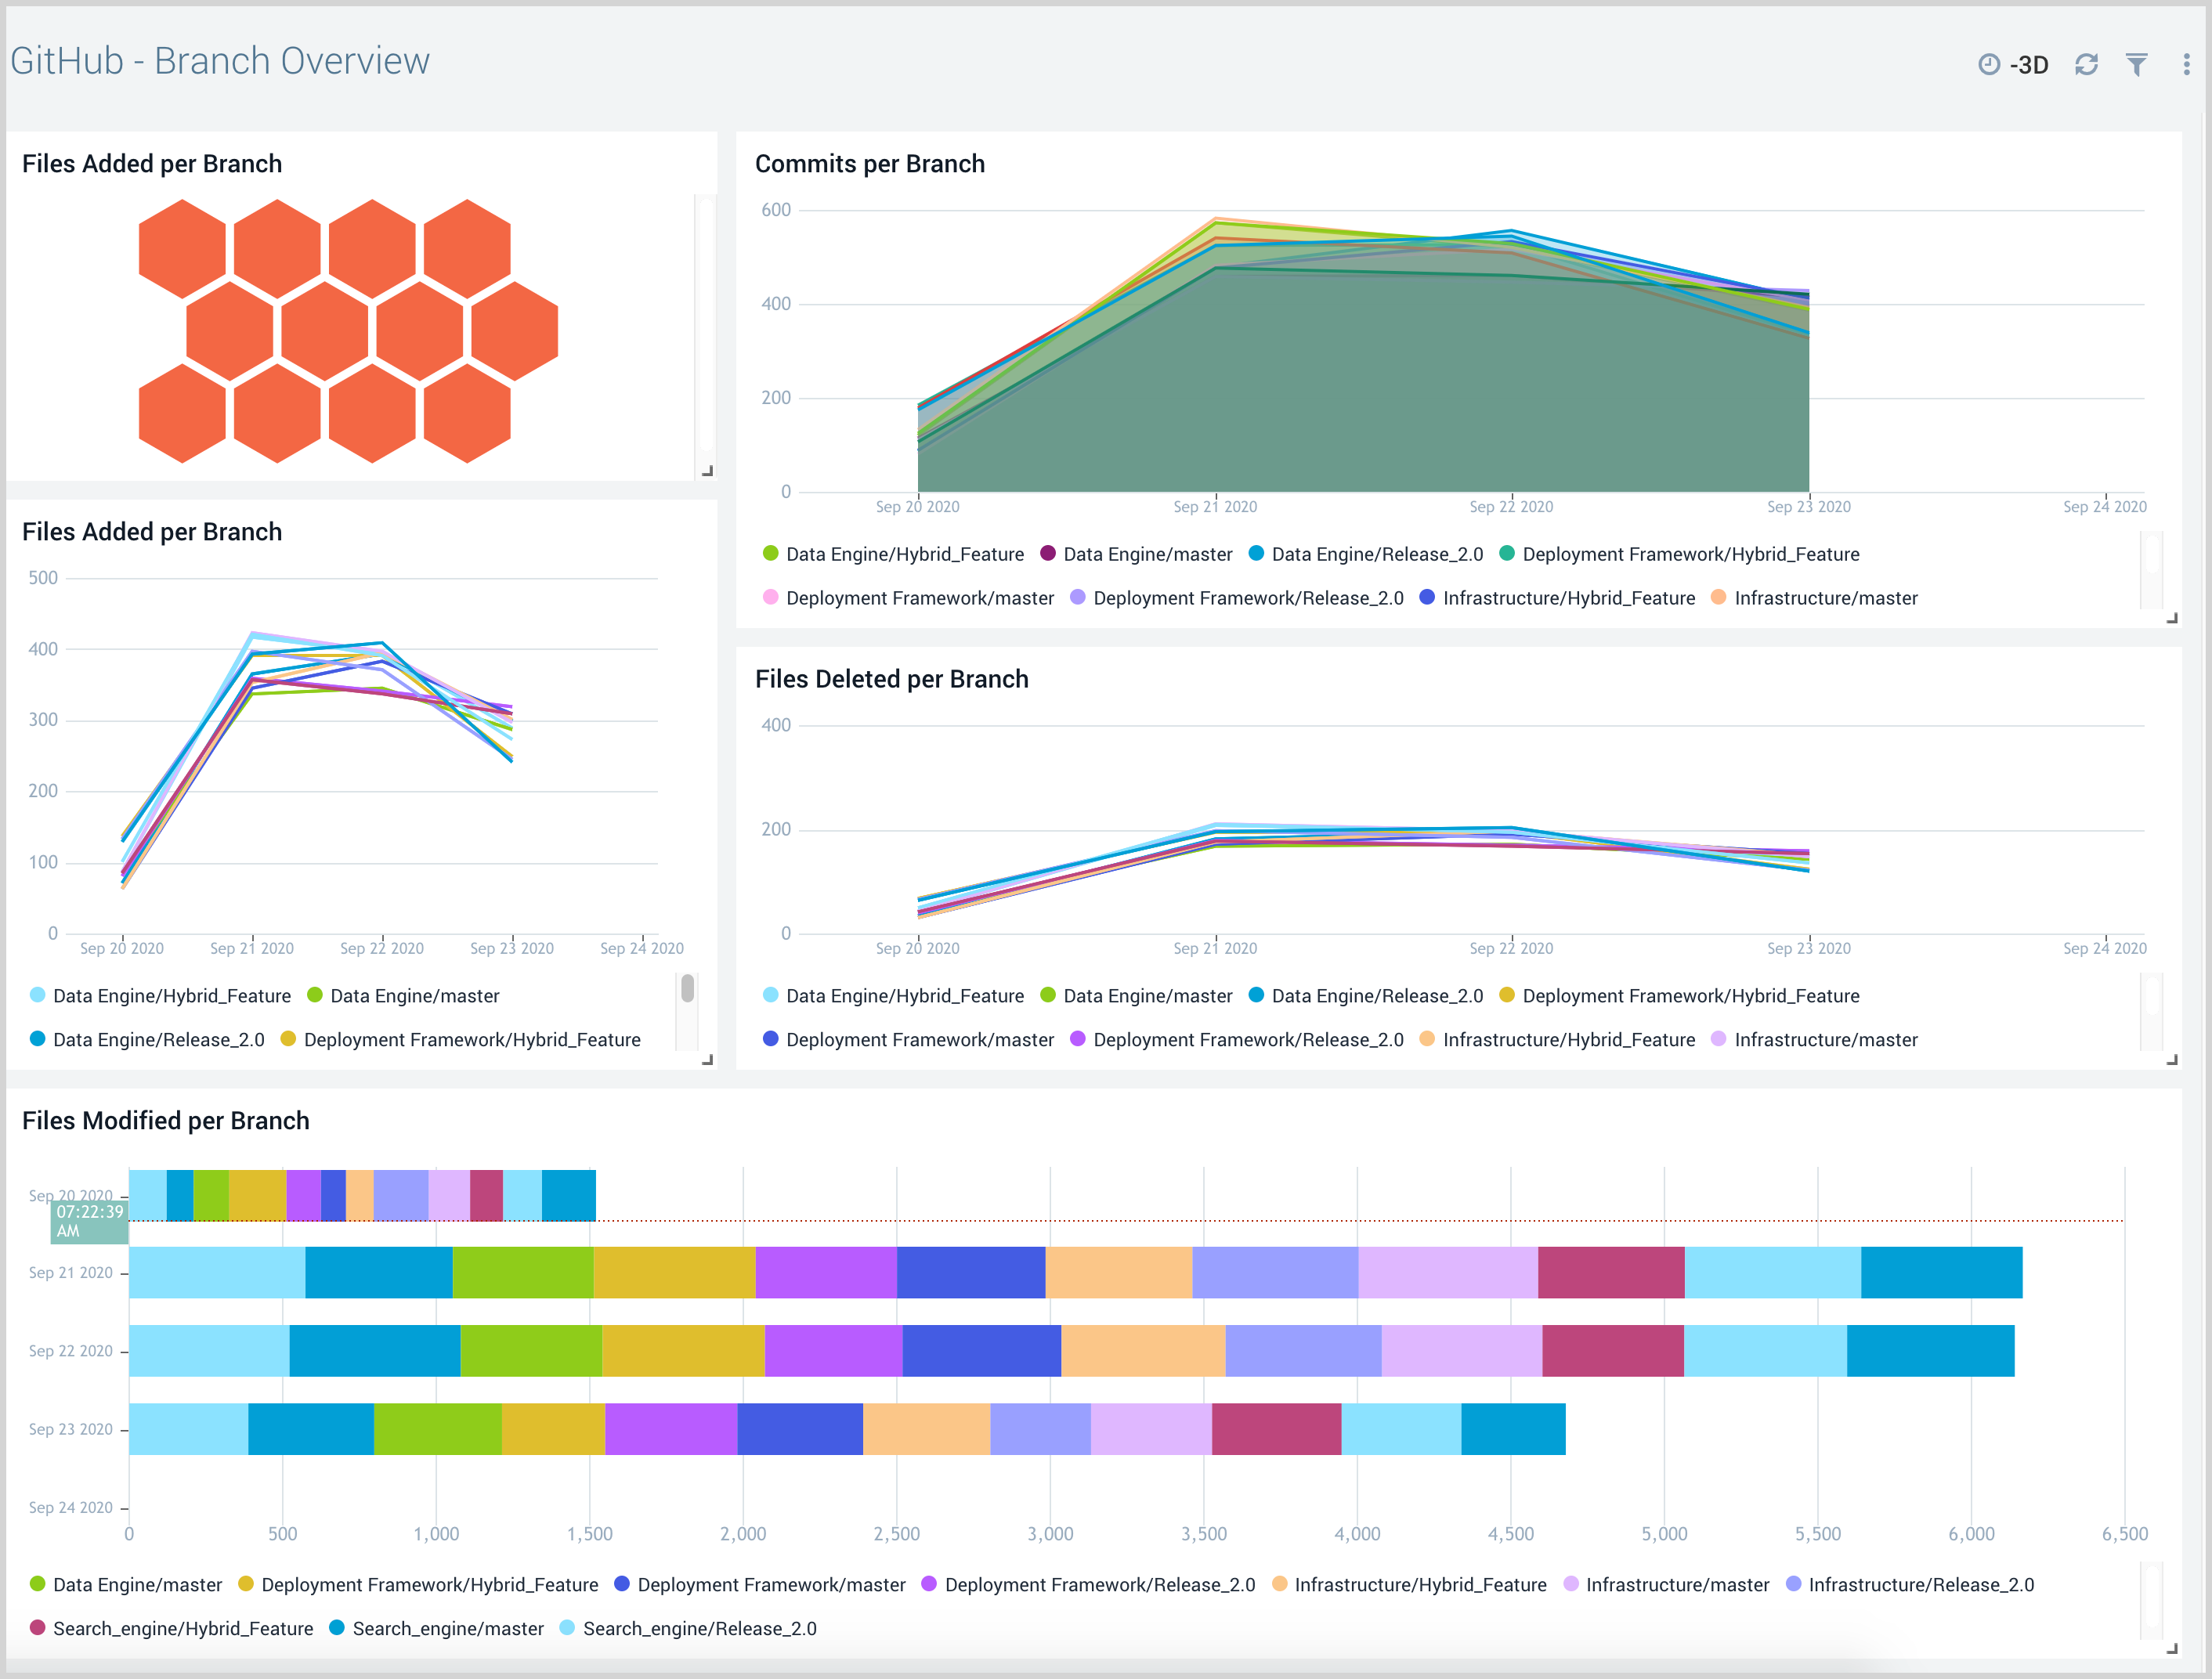 GitHub - Branch Overview
-3D
Files Added per Branch
Commits per Branch
600
400
200
0
Sep 20 2020 Sep 21 2020 Sep 22 2020 Sep 23 2020 Sep 24 2020
Data Engine/Hybrid_Feature Data Engine/master Data Engine/Release_2.0 Deployment Framework/Hybrid_Feature
Deployment Framework/master Deployment Framework/Release_2.0 Infrastructure/Hybrid_Feature Infrastructure/master
Files Added per Branch
500
400
300
200
100
0
Sep 20 2020 Sep 21 2020 Sep 22 2020 Sep 23 2020 Sep 24 2020
Data Engine/Hybrid_Feature Data Engine/master
Data Engine/Release_2.0 Deployment Framework/Hybrid_Feature
Files Deleted per Branch
400
200
0
Sep 20 2020 Sep 21 2020 Sep 22 2020 Sep 23 2020 Sep 24 2020
Data Engine/Hybrid_Feature Data Engine/master Data Engine/Release_2.0 Deployment Framework/Hybrid_Feature
Deployment Framework/master Deployment Framework/Release_2.0 Infrastructure/Hybrid_Feature Infrastructure/master
Files Modified per Branch
Sep 20 2020
07:22:39
AM
Sep 21 2020
Sep 22 2020
Sep 23 2020
Sep 24 2020
0 500 1,000 1,500 2,000 2,500 3,000 3,500 4,000 4,500 5,000 5,500 6,000 6,500
Data Engine/master Deployment Framework/Hybrid_Feature Deployment Framework/master Deployment Framework/Release_2.0 Infrastructure/Hybrid_Feature Infrastructure/master Infrastructure/Release_2.0
Search_engine/Hybrid_Feature Search_engine/master Search_engine/Release_2.0